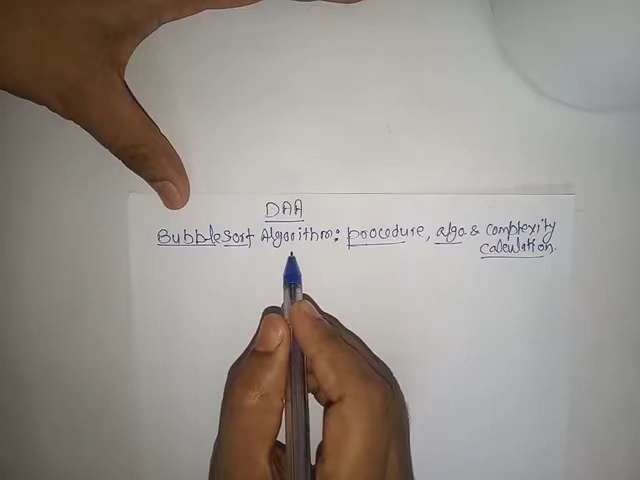 DAA
Bubblesort Algorithm: procedure, algo & complexity
calculation.